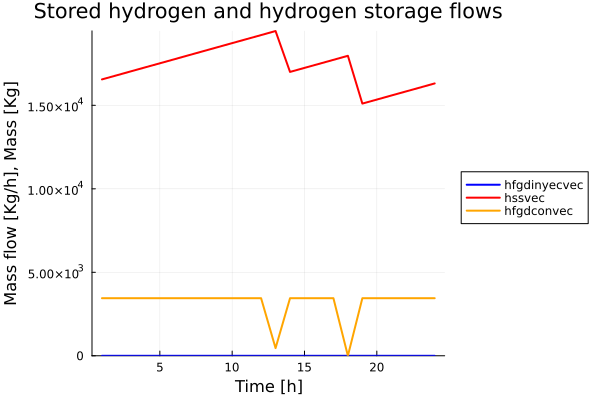 Stored hydrogen and hydrogen storage flows
Mass flow [Kg/h], Mass [Kg]
1.50×10⁴
1.00×10⁴
5.00×10³
0
5 10 15 20
Time [h]
hfgdinyecvec
hssvec
hfgdconvec